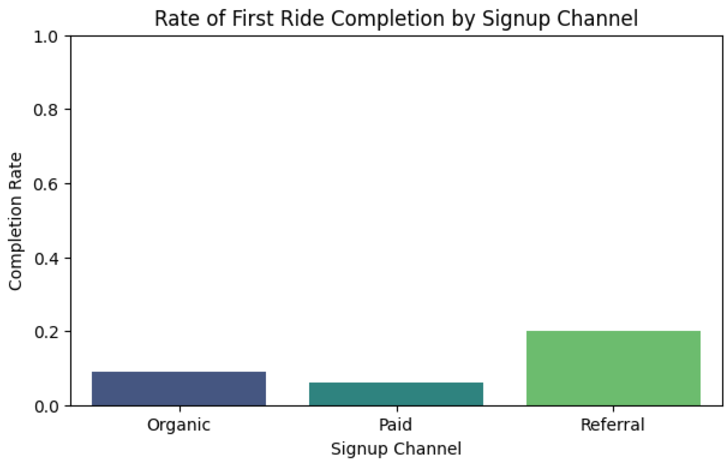 Rate of First Ride Completion by Signup Channel
1.0
0.8
0.6
0.4
0.2
0.0
Completion Rate
Organic Paid Referral
Signup Channel